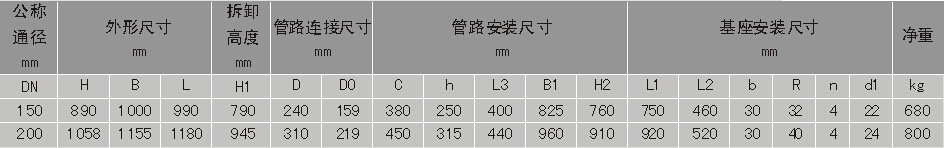 公称通径 mm 外形尺寸 mm 拆卸高度 mm 管路连接尺寸 mm 管路安装尺寸 mm 基座安装尺寸 mm 净重
DN H B L H1 D D0 C h L3 B1 H2 L1 L2 b R n d1 kg
150 890 1000 990 790 240 159 380 250 400 825 760 750 460 30 32 4 22 680
200 1058 1155 1180 945 310 219 450 315 440 960 910 920 520 30 40 4 24 800